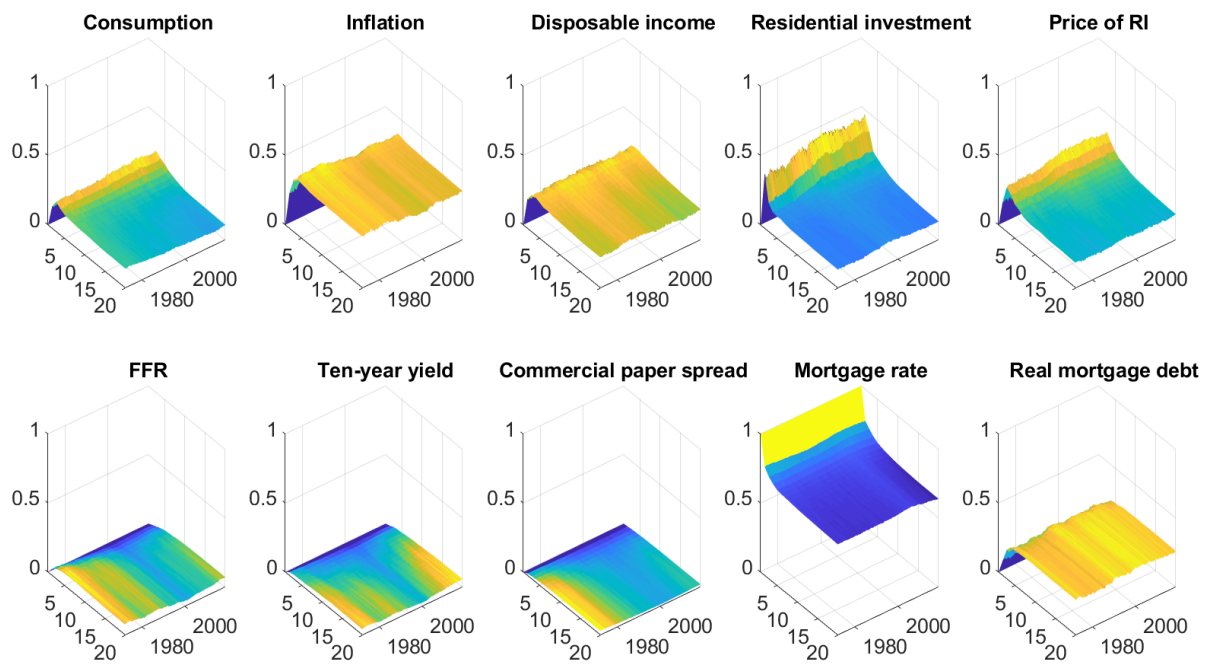 Consumption Inflation Disposable income Residential investment Price of RI
1 1 1 1 1
0.5 0.5 0.5 0.5 0.5
0 0 0 0 0
5 10 15 20 1980 2000 5 10 15 20 1980 2000 5 10 15 20 1980 2000 5 10 15 20 1980 2000 5 10 15 20 1980 2000
FFR Ten-year yield Commercial paper spread Mortgage rate Real mortgage debt
1 1 1 1 1
0.5 0.5 0.5 0.5 0.5
0 0 0 0 0
5 10 15 20 1980 2000 5 10 15 20 1980 2000 5 10 15 20 1980 2000 5 10 15 20 1980 2000 5 10 15 20 1980 2000